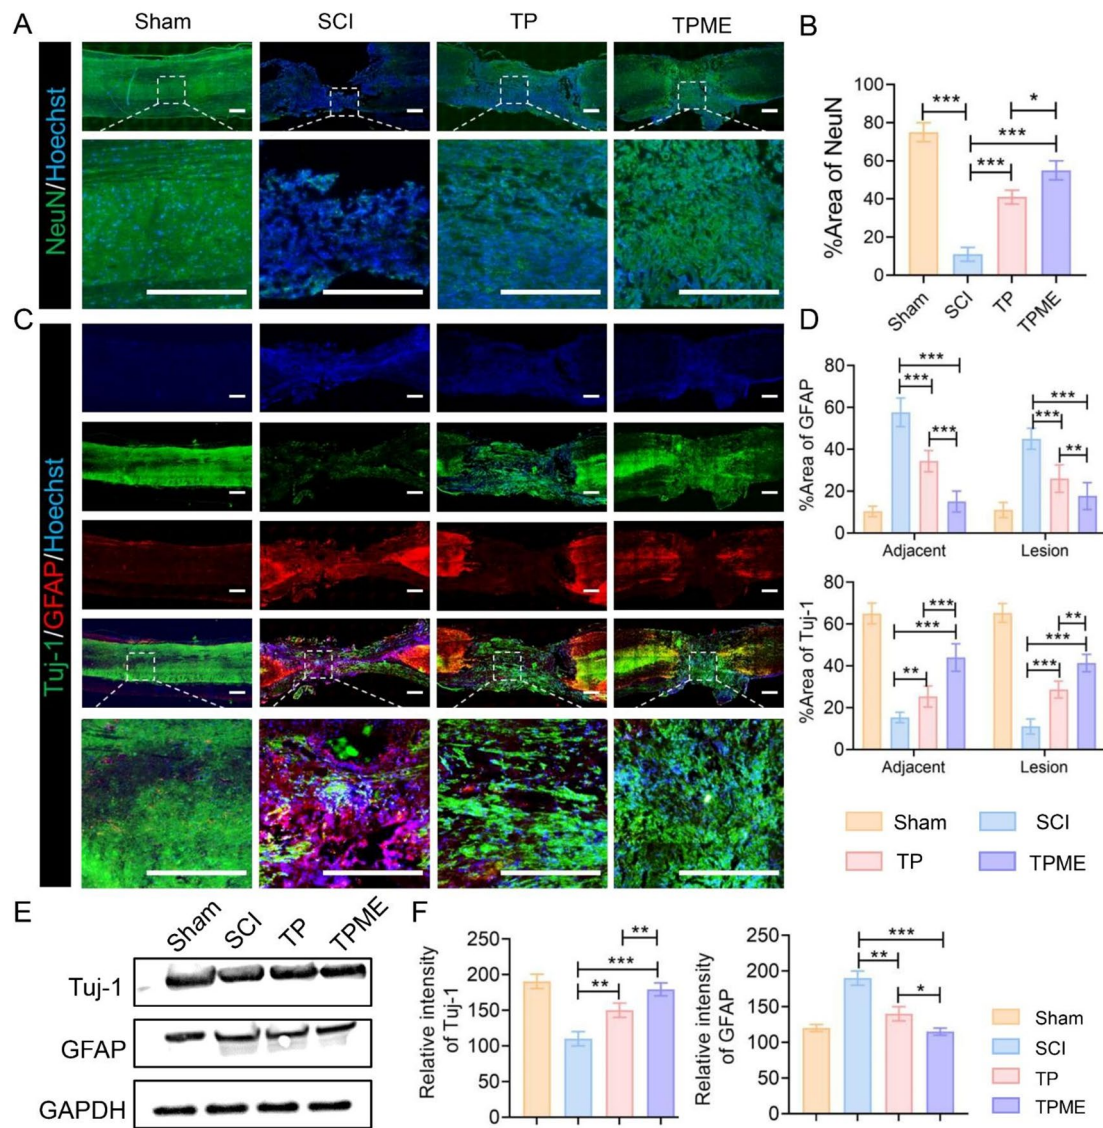 A
Sham
SCI
TP
TPME
NeuN/Hoechst
B
%Area of NeuN
100
80
60
40
20
0
***
***
***
*
Sham
SCI
TP
TPME
C
Tuj-1/GFAP/Hoechst
D
%Area of GFAP
80
60
40
20
0
***
***
***
***
***
**
Adjacent
Lesion
%Area of Tuj-1
80
60
40
20
0
***
***
**
**
***
***
Adjacent
Lesion
Sham
SCI
TP
TPME
E
Sham
SCI
TP
TPME
Tuj-1
GFAP
GAPDH
F
Relative intensity
of Tuj-1
250
200
150
100
50
0
**
***
**
Relative intensity
of GFAP
250
200
150
100
50
0
***
**
*
Sham
SCI
TP
TPME